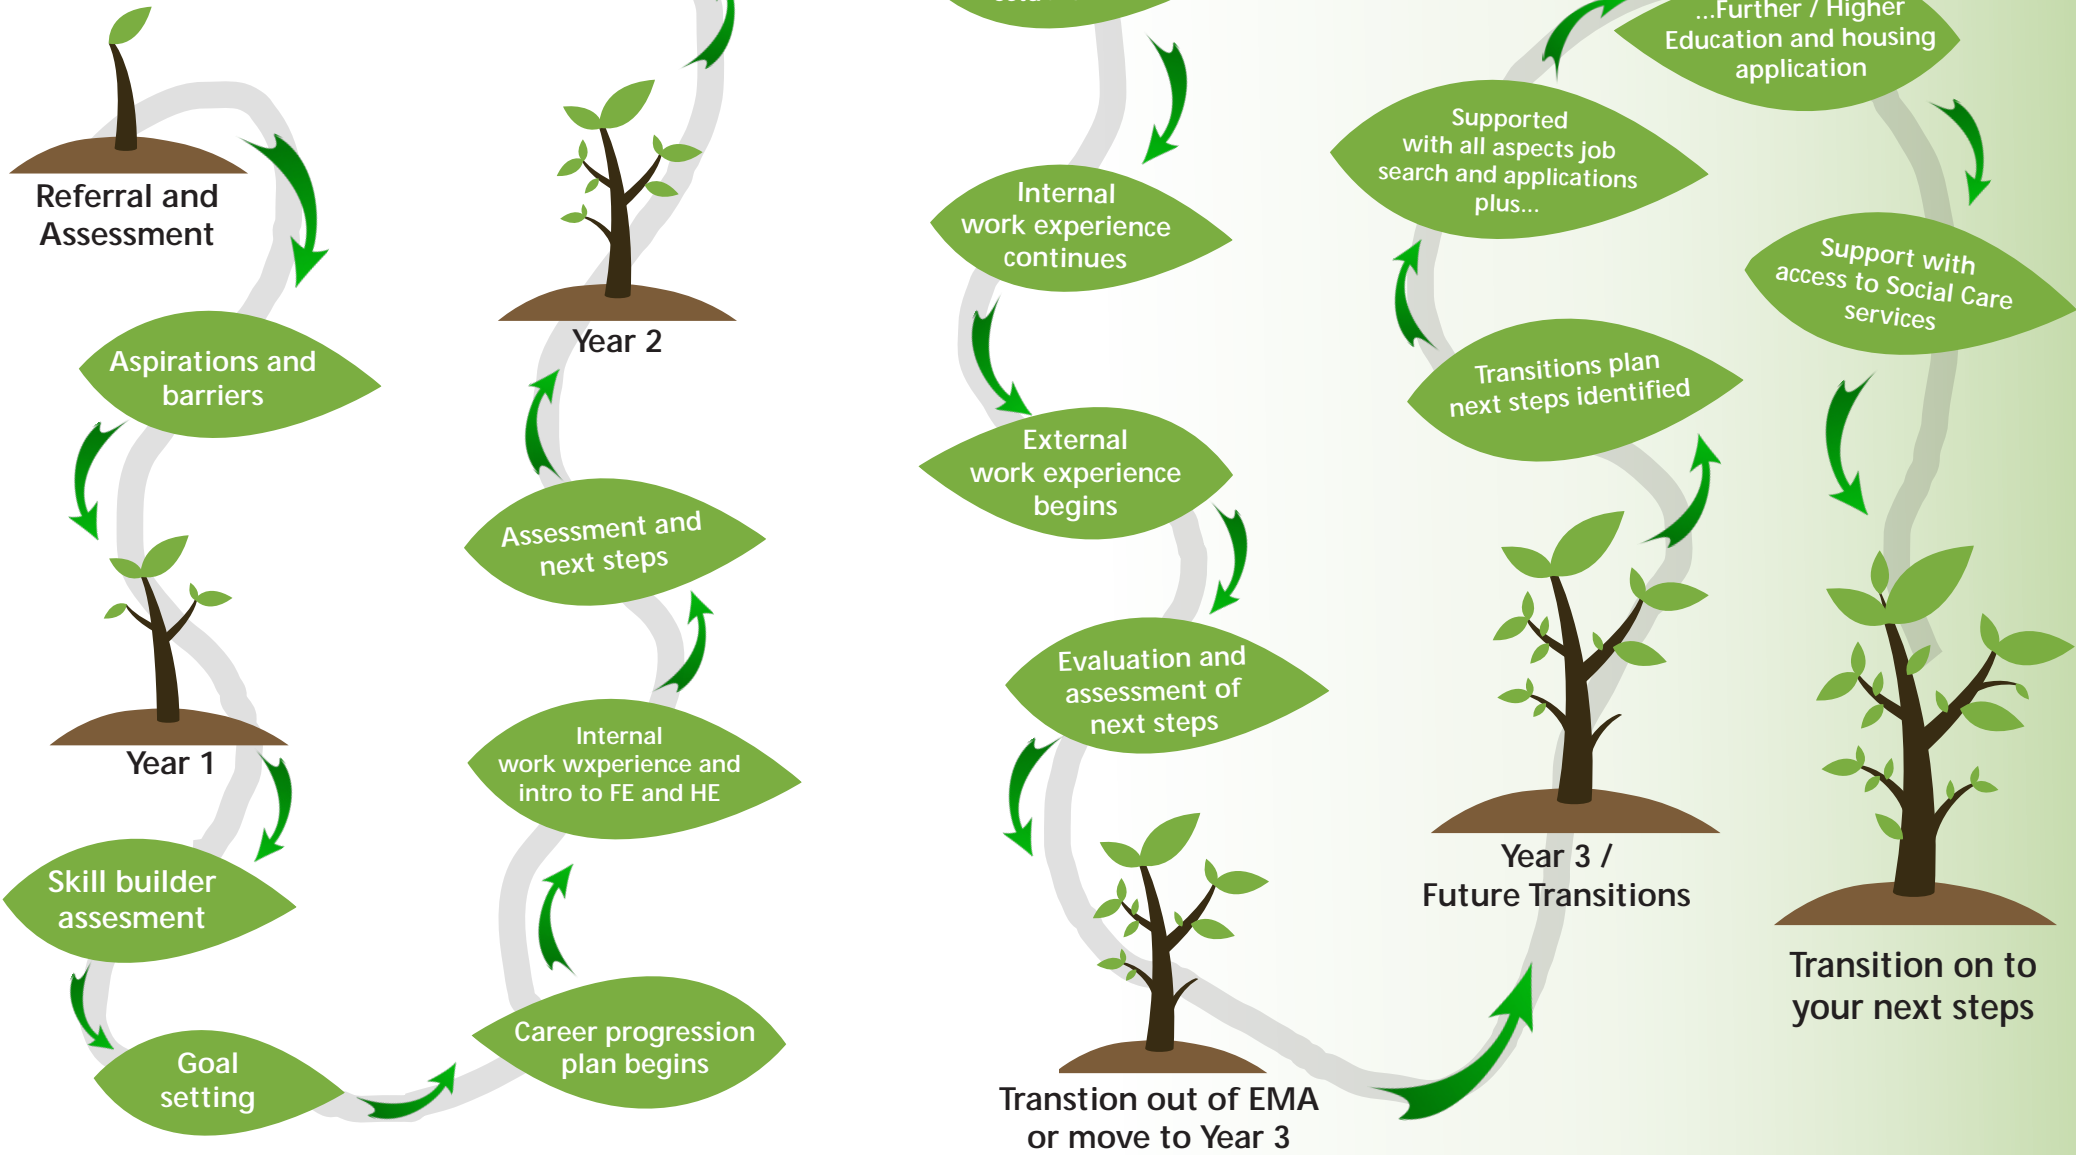 Referral and
Assessment
Aspirations and
barriers
Year 1
Skill builder
assesment
Goal
setting
Career progression
plan begins
Internal
work wxperience and
intro to FE and HE
Assessment and
next steps
Year 2
Internal
work experience
continues
External
work experience
begins
Evaluation and
assessment of
next steps
Transtion out of EMA
or move to Year 3
Year 3 /
Future Transitions
Transitions plan
next steps identified
Supported
with all aspects job
search and applications
plus...
...Further / Higher
Education and housing
application
Support with
access to Social Care
services
Transition on to
your next steps